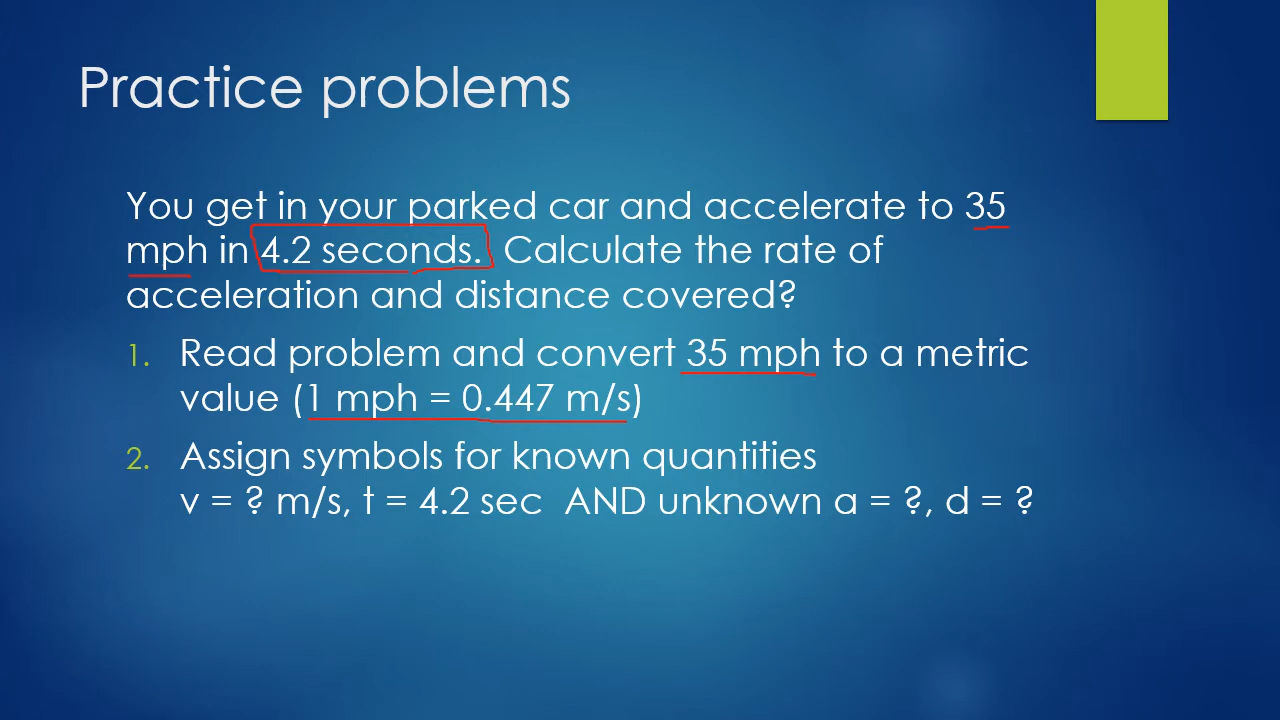 Practice problems
You get in your parked car and accelerate to 35
mph in 4.2 seconds. Calculate the rate of
acceleration and distance covered?
1. Read problem and convert 35 mph to a metric
value (1 mph = 0.447 m/s)
2. Assign symbols for known quantities
v = ? m/s, t = 4.2 sec AND unknown a = ?, d = ?